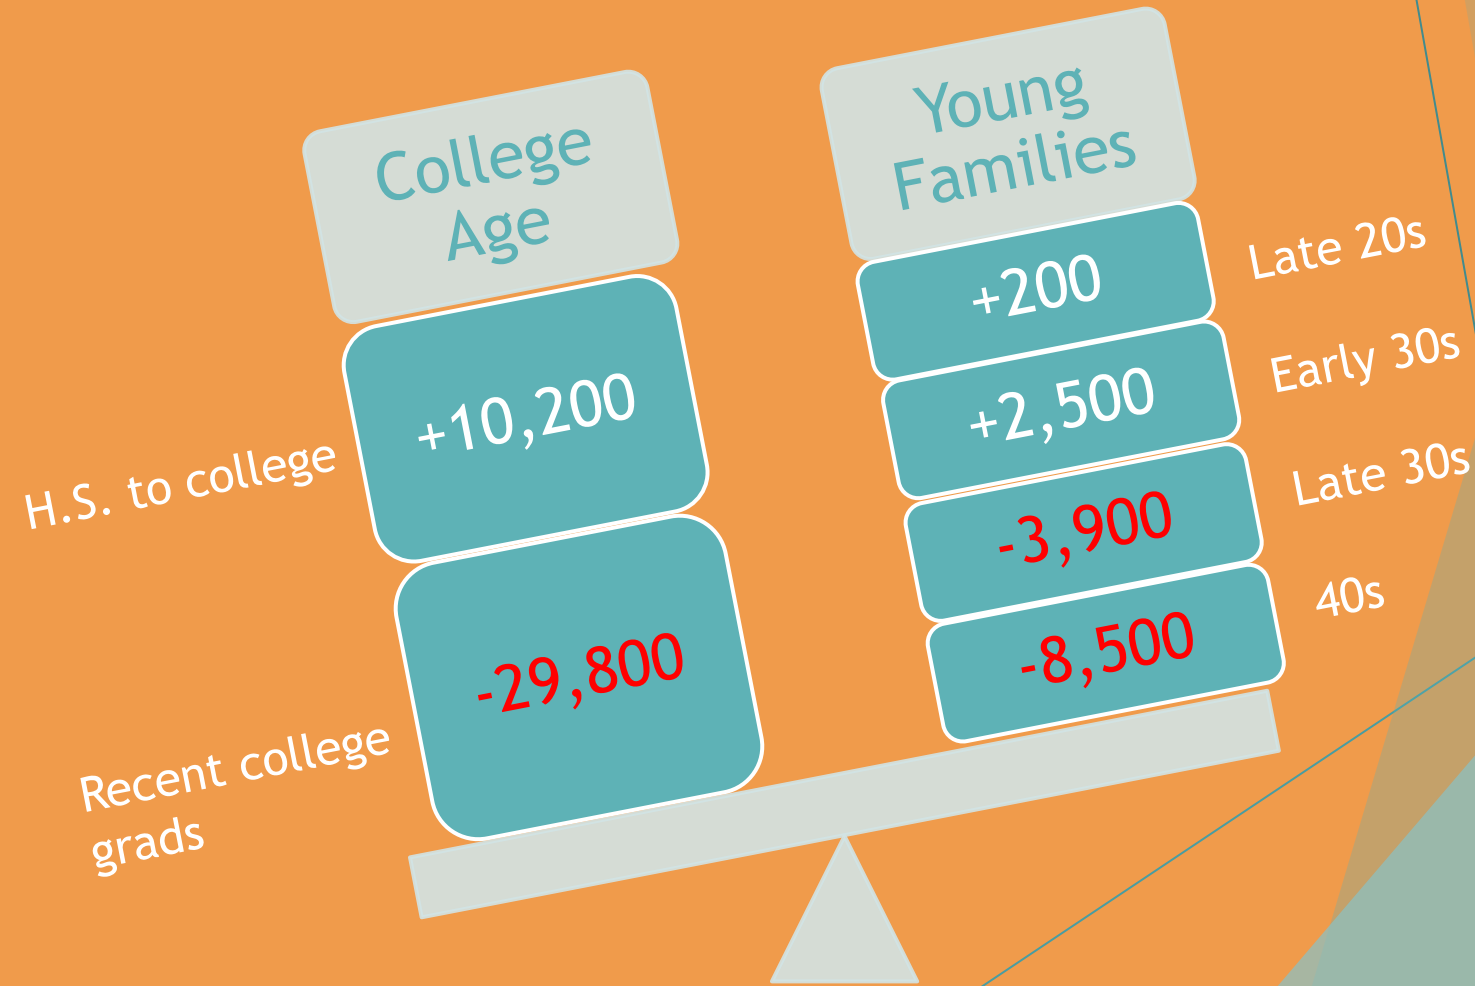 College
Age
H.S. to college
+10,200
Recent college
grads
-29,800
Young
Families
+200
Late 20s
+2,500
Early 30s
-3,900
Late 30s
-8,500
40s